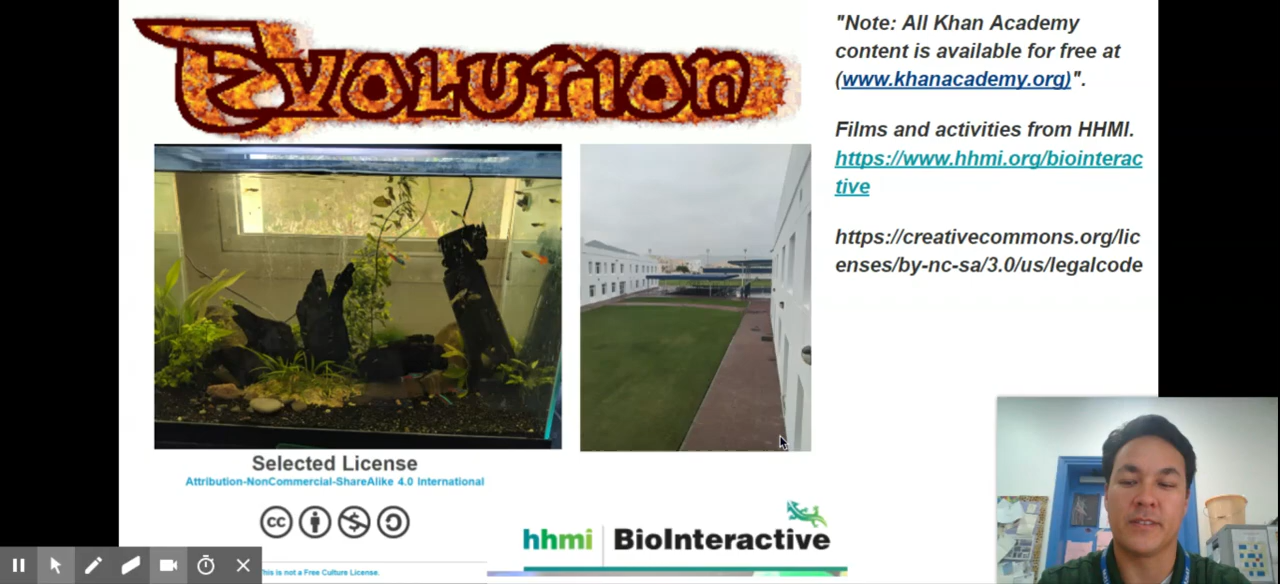 Evolution
"Note: All Khan Academy
content is available for free at
(www.khanacademy.org)".
Films and activities from HHMI.
https://www.hhmi.org/biointerac
tive
https://creativecommons.org/lic
enses/by-nc-sa/3.0/us/legalcode
Selected License
Attribution-NonCommercial-ShareAlike 4.0 International
cc
hhmi BioInteractive
This is not a Free Culture License.